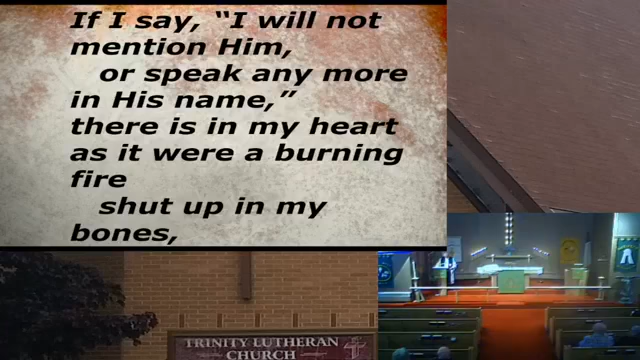 If I say, “I will not
mention Him,
or speak any more
in His name,”
there is in my heart
as it were a burning
fire
shut up in my
bones,
TRINITY LUTHERAN
CHURCH